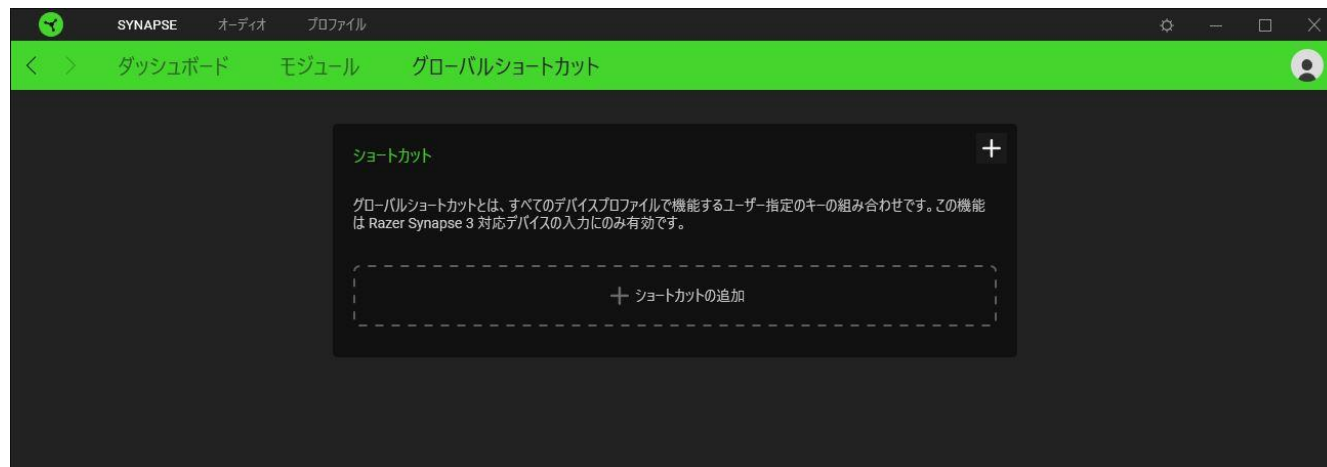 SYNAPSE オーディオ プロファイル
ダッシュボード モジュール グローバルショートカット
ショートカット
グローバルショートカットとは、すべてのデバイスプロファイルで機能するユーザー指定のキーの組み合わせです。この機能
は Razer Synapse 3 対応デバイスの入力にのみ有効です。
ショートカットの追加